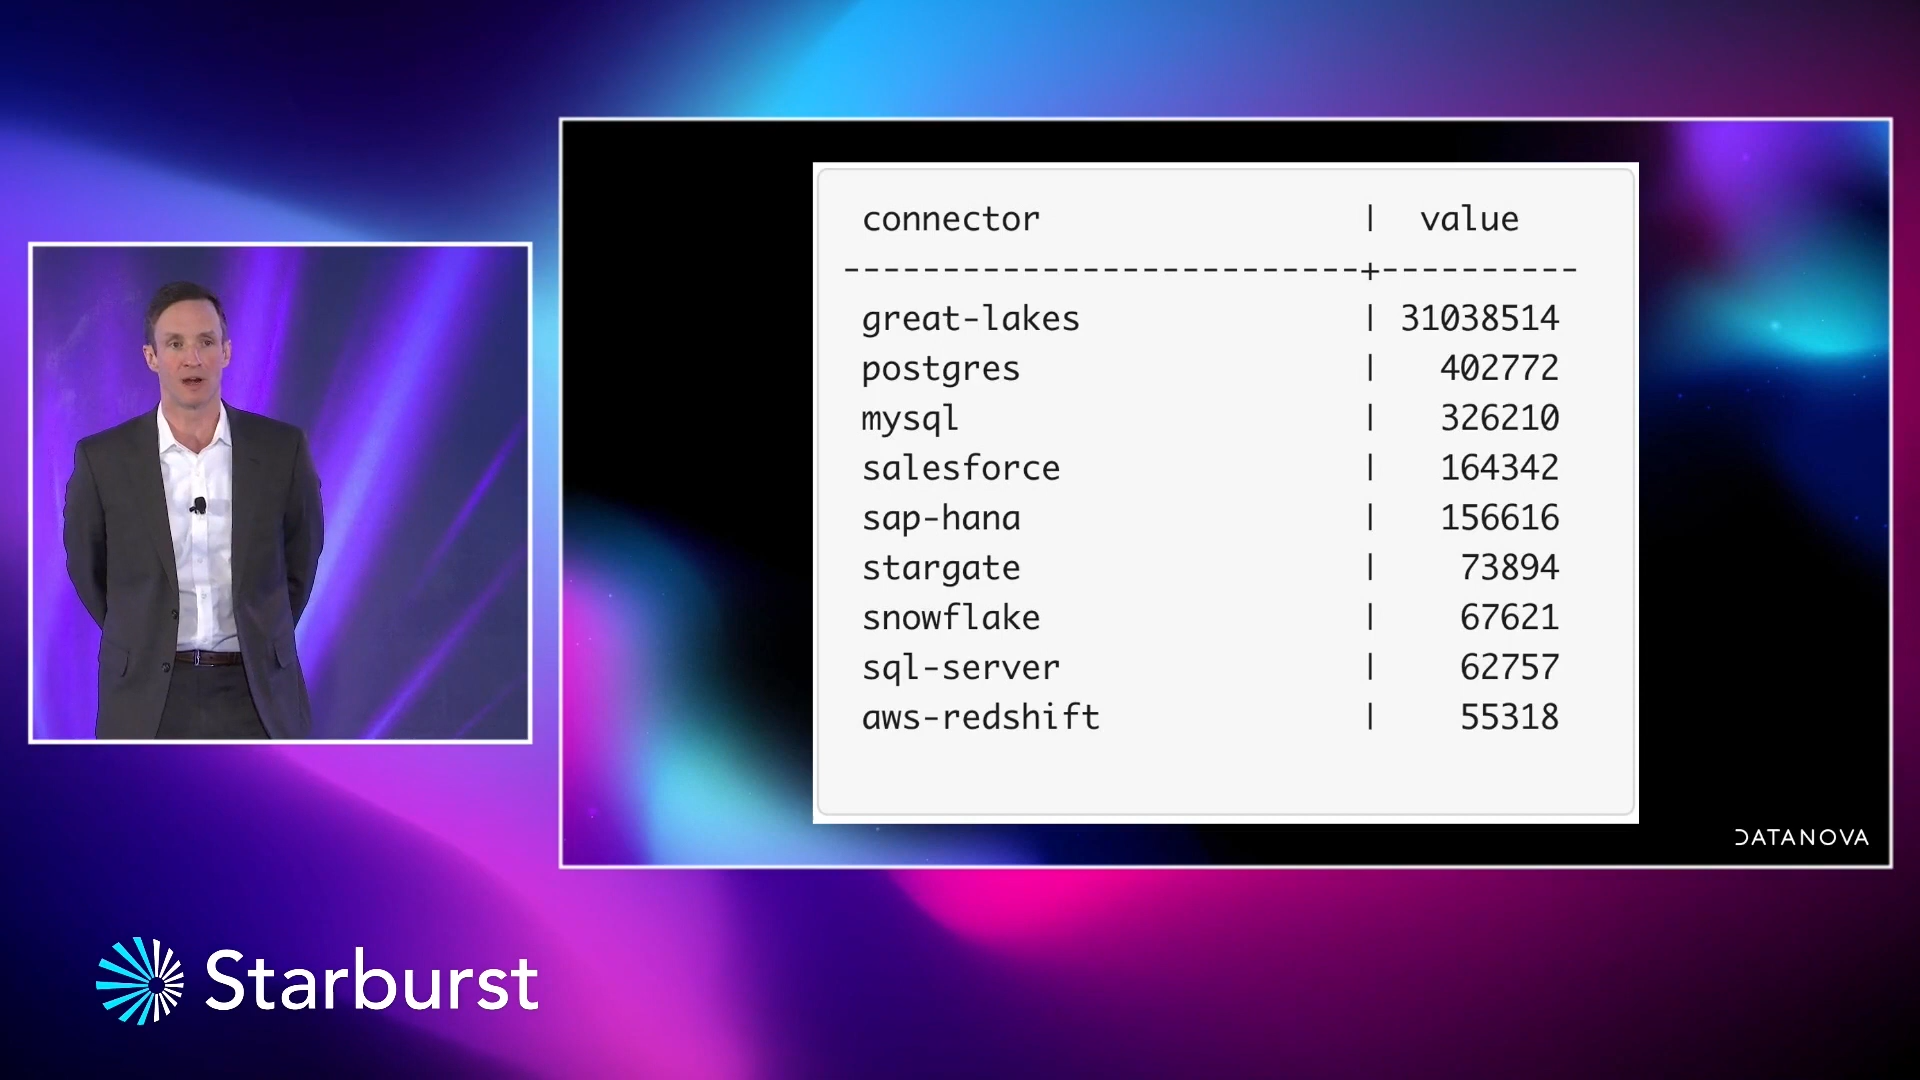 connector | value
--------------------------+----------
great-lakes | 31038514
postgres | 402772
mysql | 326210
salesforce | 164342
sap-hana | 156616
stargate | 73894
snowflake | 67621
sql-server | 62757
aws-redshift | 55318
DATANOVA
Starburst